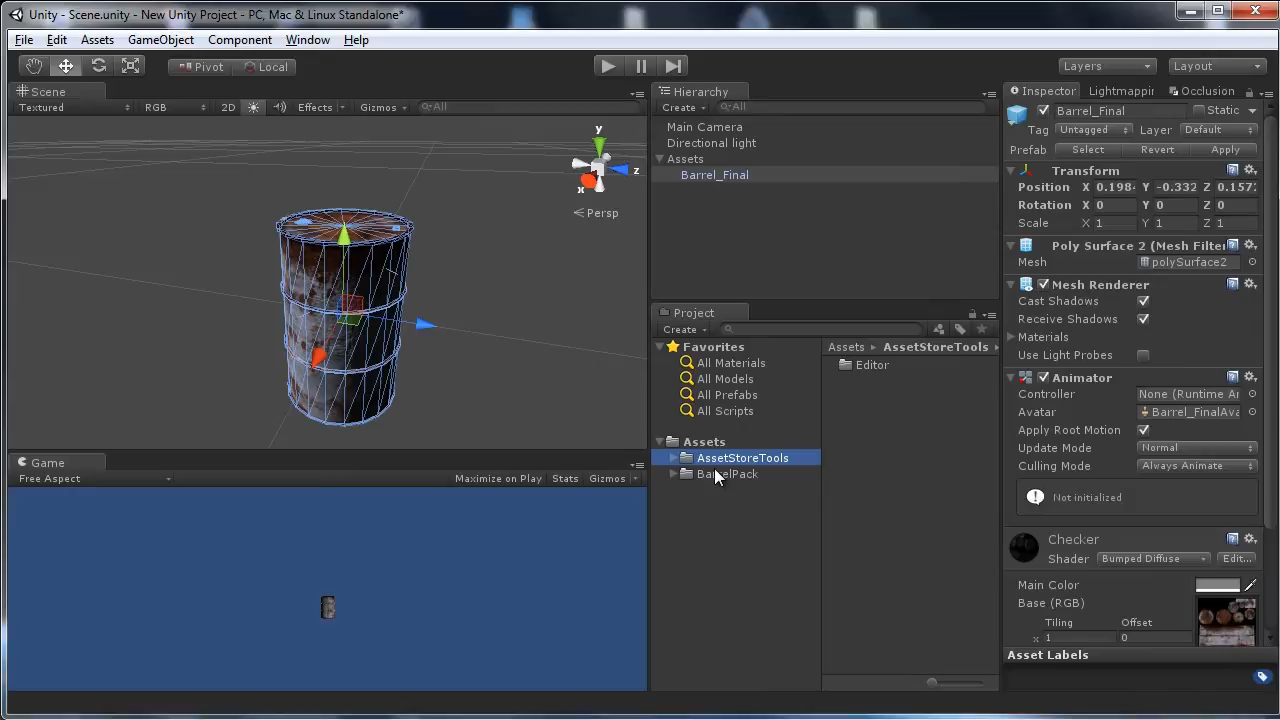 Unity - Scene.unity - New Unity Project - PC, Mac & Linux Standalone*
File Edit Assets GameObject Component Window Help
Pivot Local Layers Layout
Scene
Textured RGB 2D Effects Gizmos All
y
z
x
Persp
Game
Free Aspect Maximize on Play Stats Gizmos
Hierarchy
Create All
Main Camera
Directional light
Assets
Barrel_Final
Project
Create
Favorites
All Materials
All Models
All Prefabs
All Scripts
Assets
AssetStoreTools
BarrelPack
Assets AssetStoreTools
Editor
Inspector Lightmappir Occlusion
Barrel_Final Static
Tag Untagged Layer Default
Prefab Select Revert Apply
Transform
Position X 0.198 Y -0.332 Z 0.157
Rotation X 0 Y 0 Z 0
Scale X 1 Y 1 Z 1
Poly Surface 2 (Mesh Filter
Mesh polySurface2
Mesh Renderer
Cast Shadows
Receive Shadows
Materials
Use Light Probes
Animator
Controller None (Runtime Ar
Avatar Barrel_FinalAva
Apply Root Motion
Update Mode Normal
Culling Mode Always Animate
Not initialized
Checker
Shader Bumped Diffuse Edit...
Main Color
Base (RGB)
Tiling Offset
x 1 0
Asset Labels